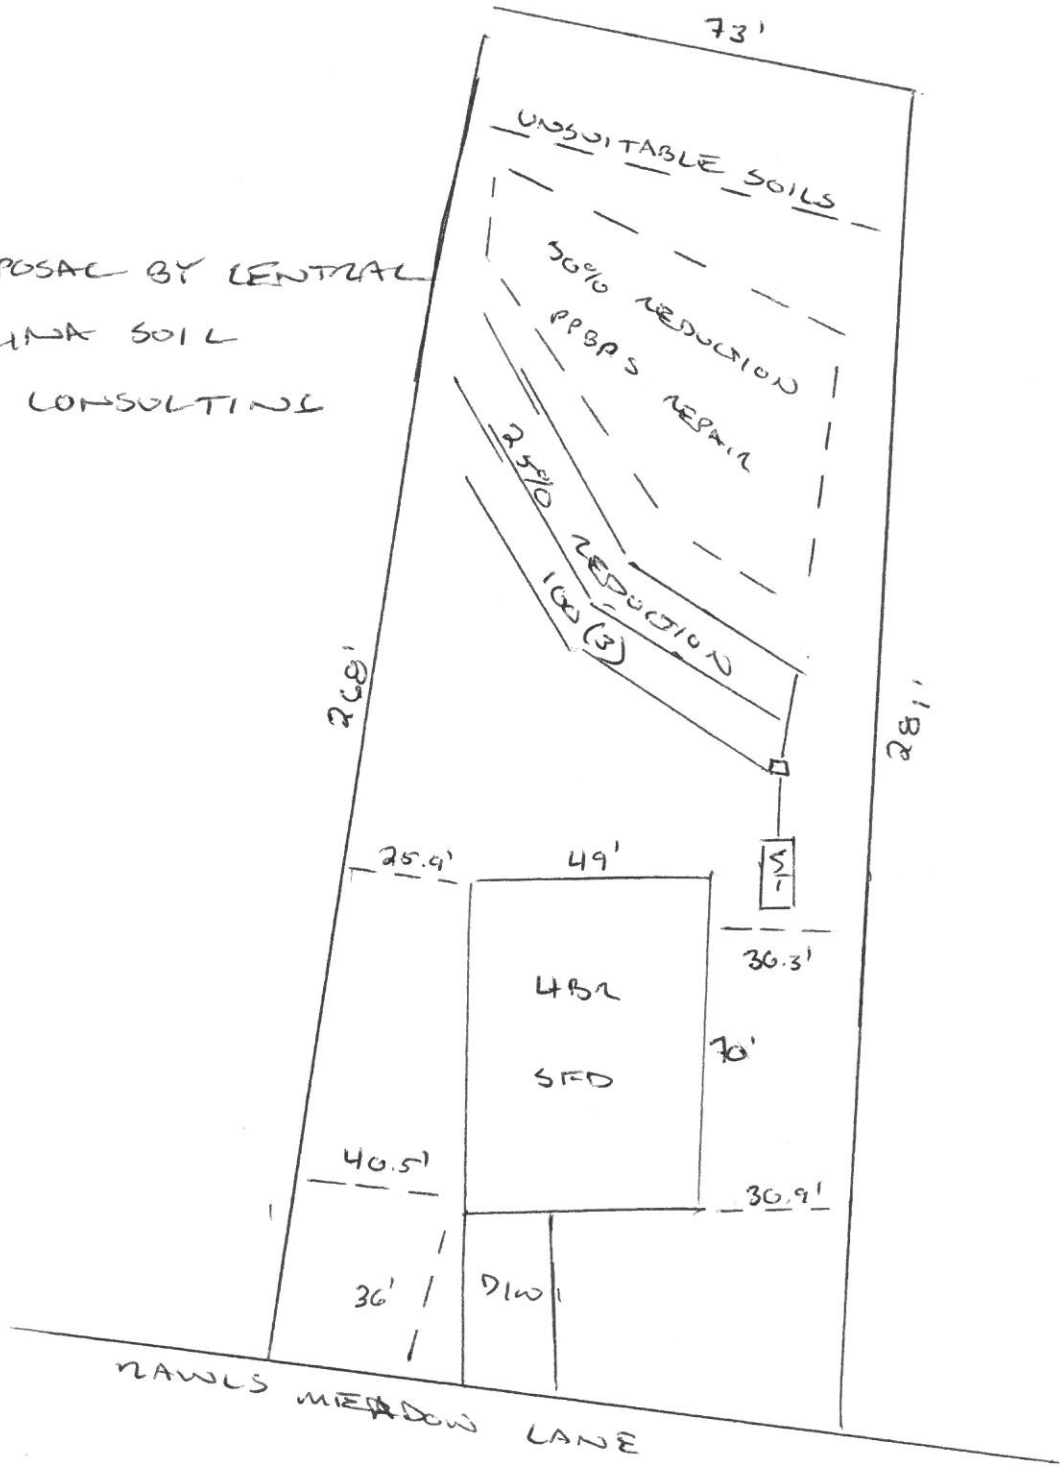 73'
UNSUITABLE SOILS
POSAL BY CENTRAL
LINA SOIL
CONSULTING
50% REDUCTION
PPBPS REPAIR
25% REDUCTION
100 (3)
268'
281'
25.9'
49'
30.3'
4BR
SFD
70'
40.5'
30.9'
36'
D/W
RAWLS MEADOW LANE